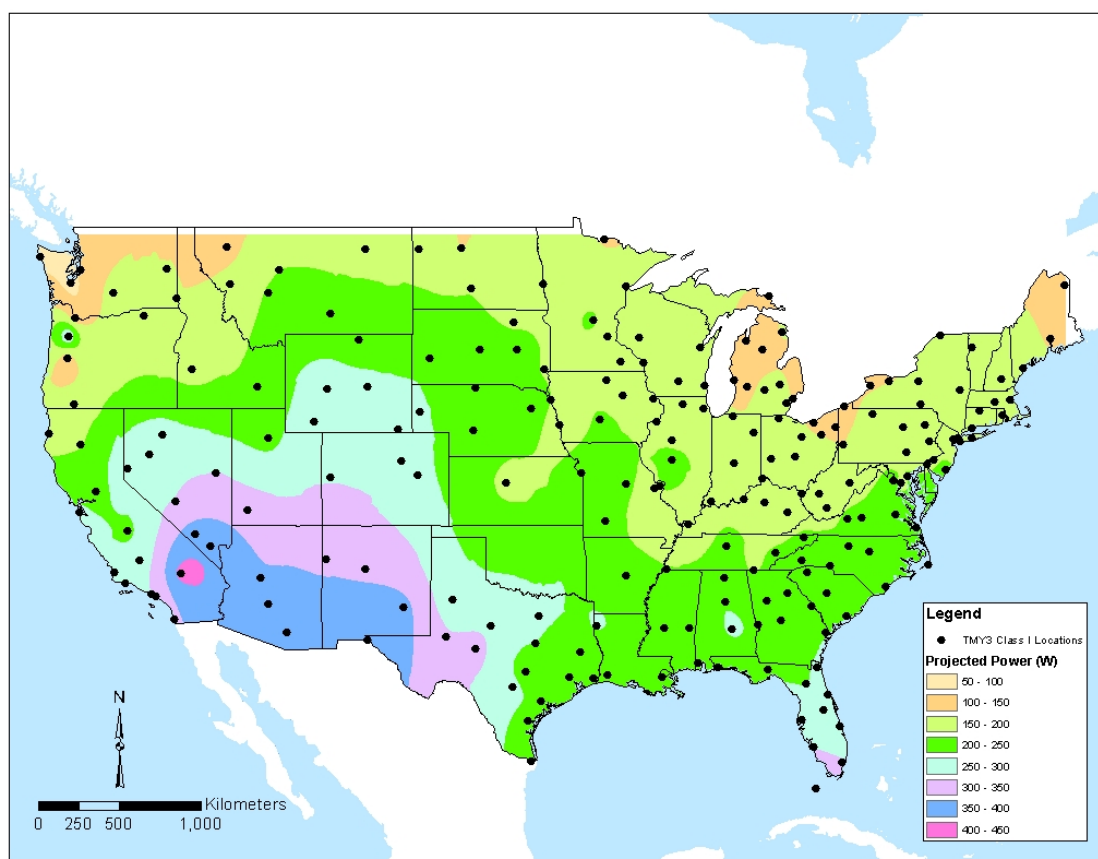 N
Kilometers
0 250 500 1,000
Legend
TMY3 Class I Locations
Projected Power (W)
50 - 100
100 - 150
150 - 200
200 - 250
250 - 300
300 - 350
350 - 400
400 - 450